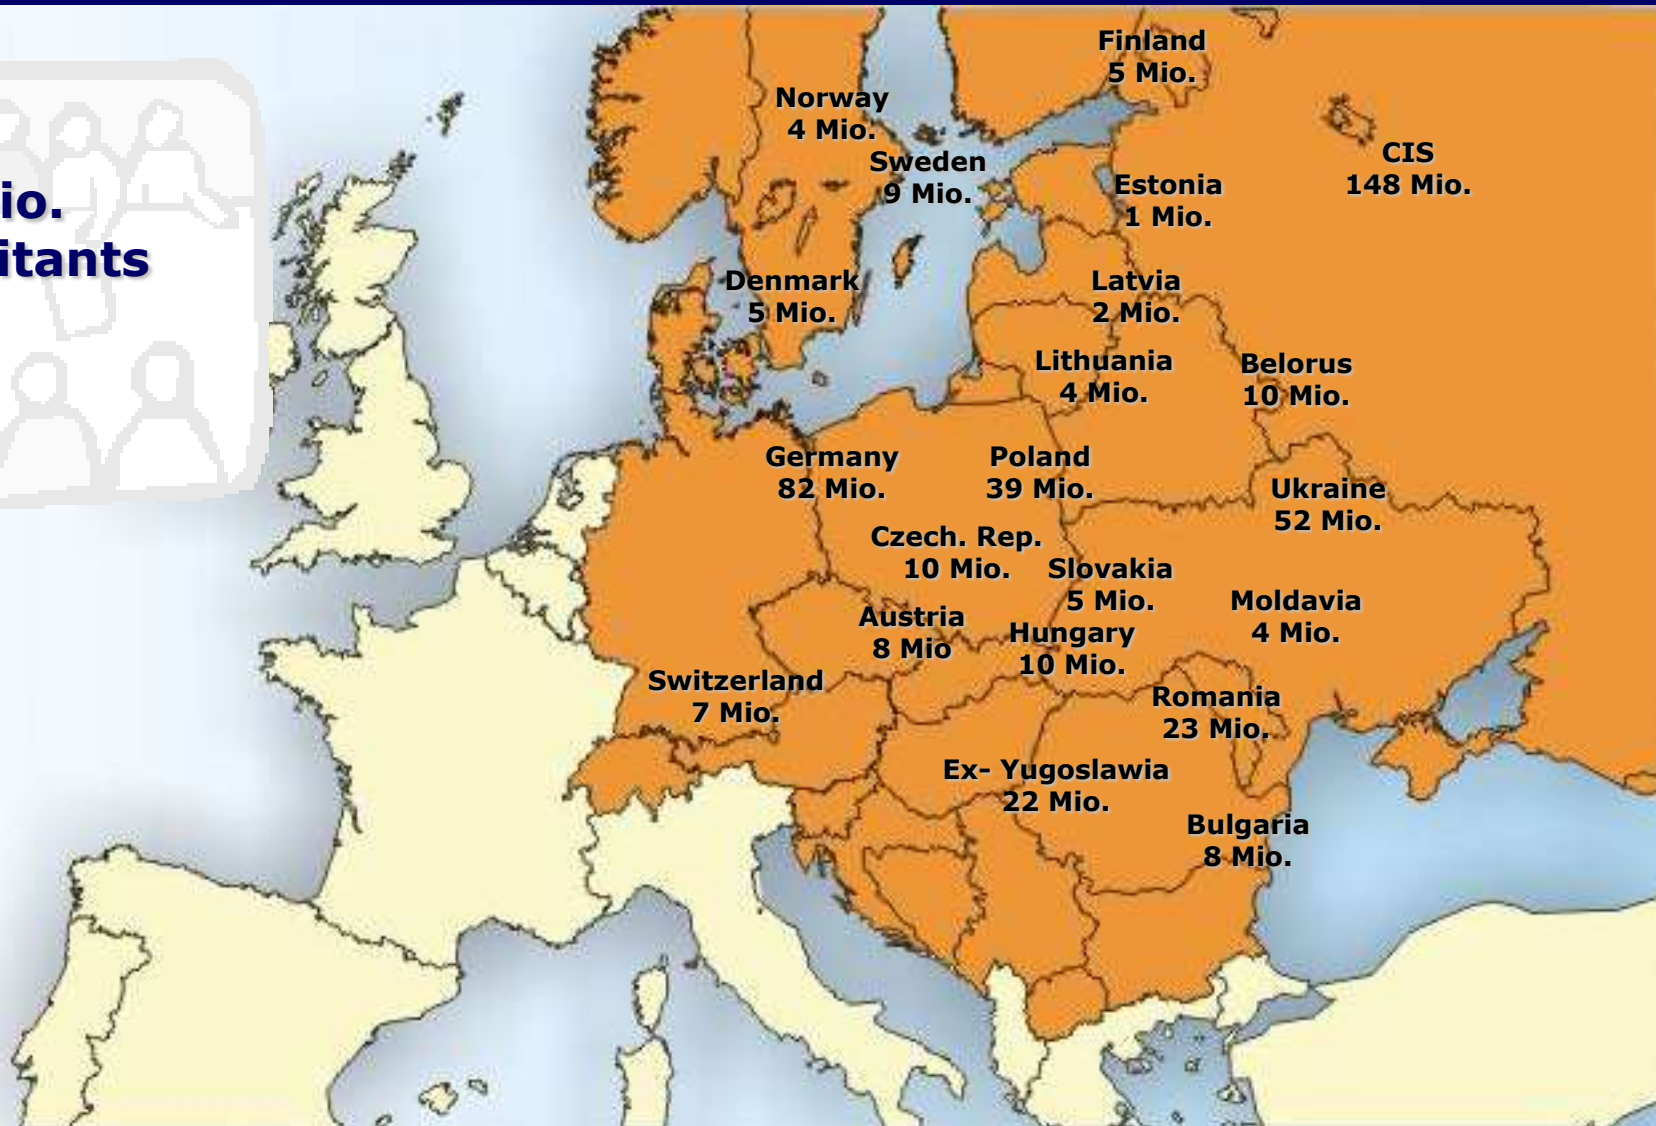 io.
itants
Finland
5 Mio.
Norway
4 Mio.
Sweden
9 Mio.
CIS
148 Mio.
Estonia
1 Mio.
Denmark
5 Mio.
Latvia
2 Mio.
Lithuania
4 Mio.
Belorus
10 Mio.
Germany
82 Mio.
Poland
39 Mio.
Ukraine
52 Mio.
Czech. Rep.
10 Mio.
Slovakia
5 Mio.
Moldavia
4 Mio.
Austria
8 Mio
Hungary
10 Mio.
Switzerland
7 Mio.
Romania
23 Mio.
Ex- Yugoslawia
22 Mio.
Bulgaria
8 Mio.